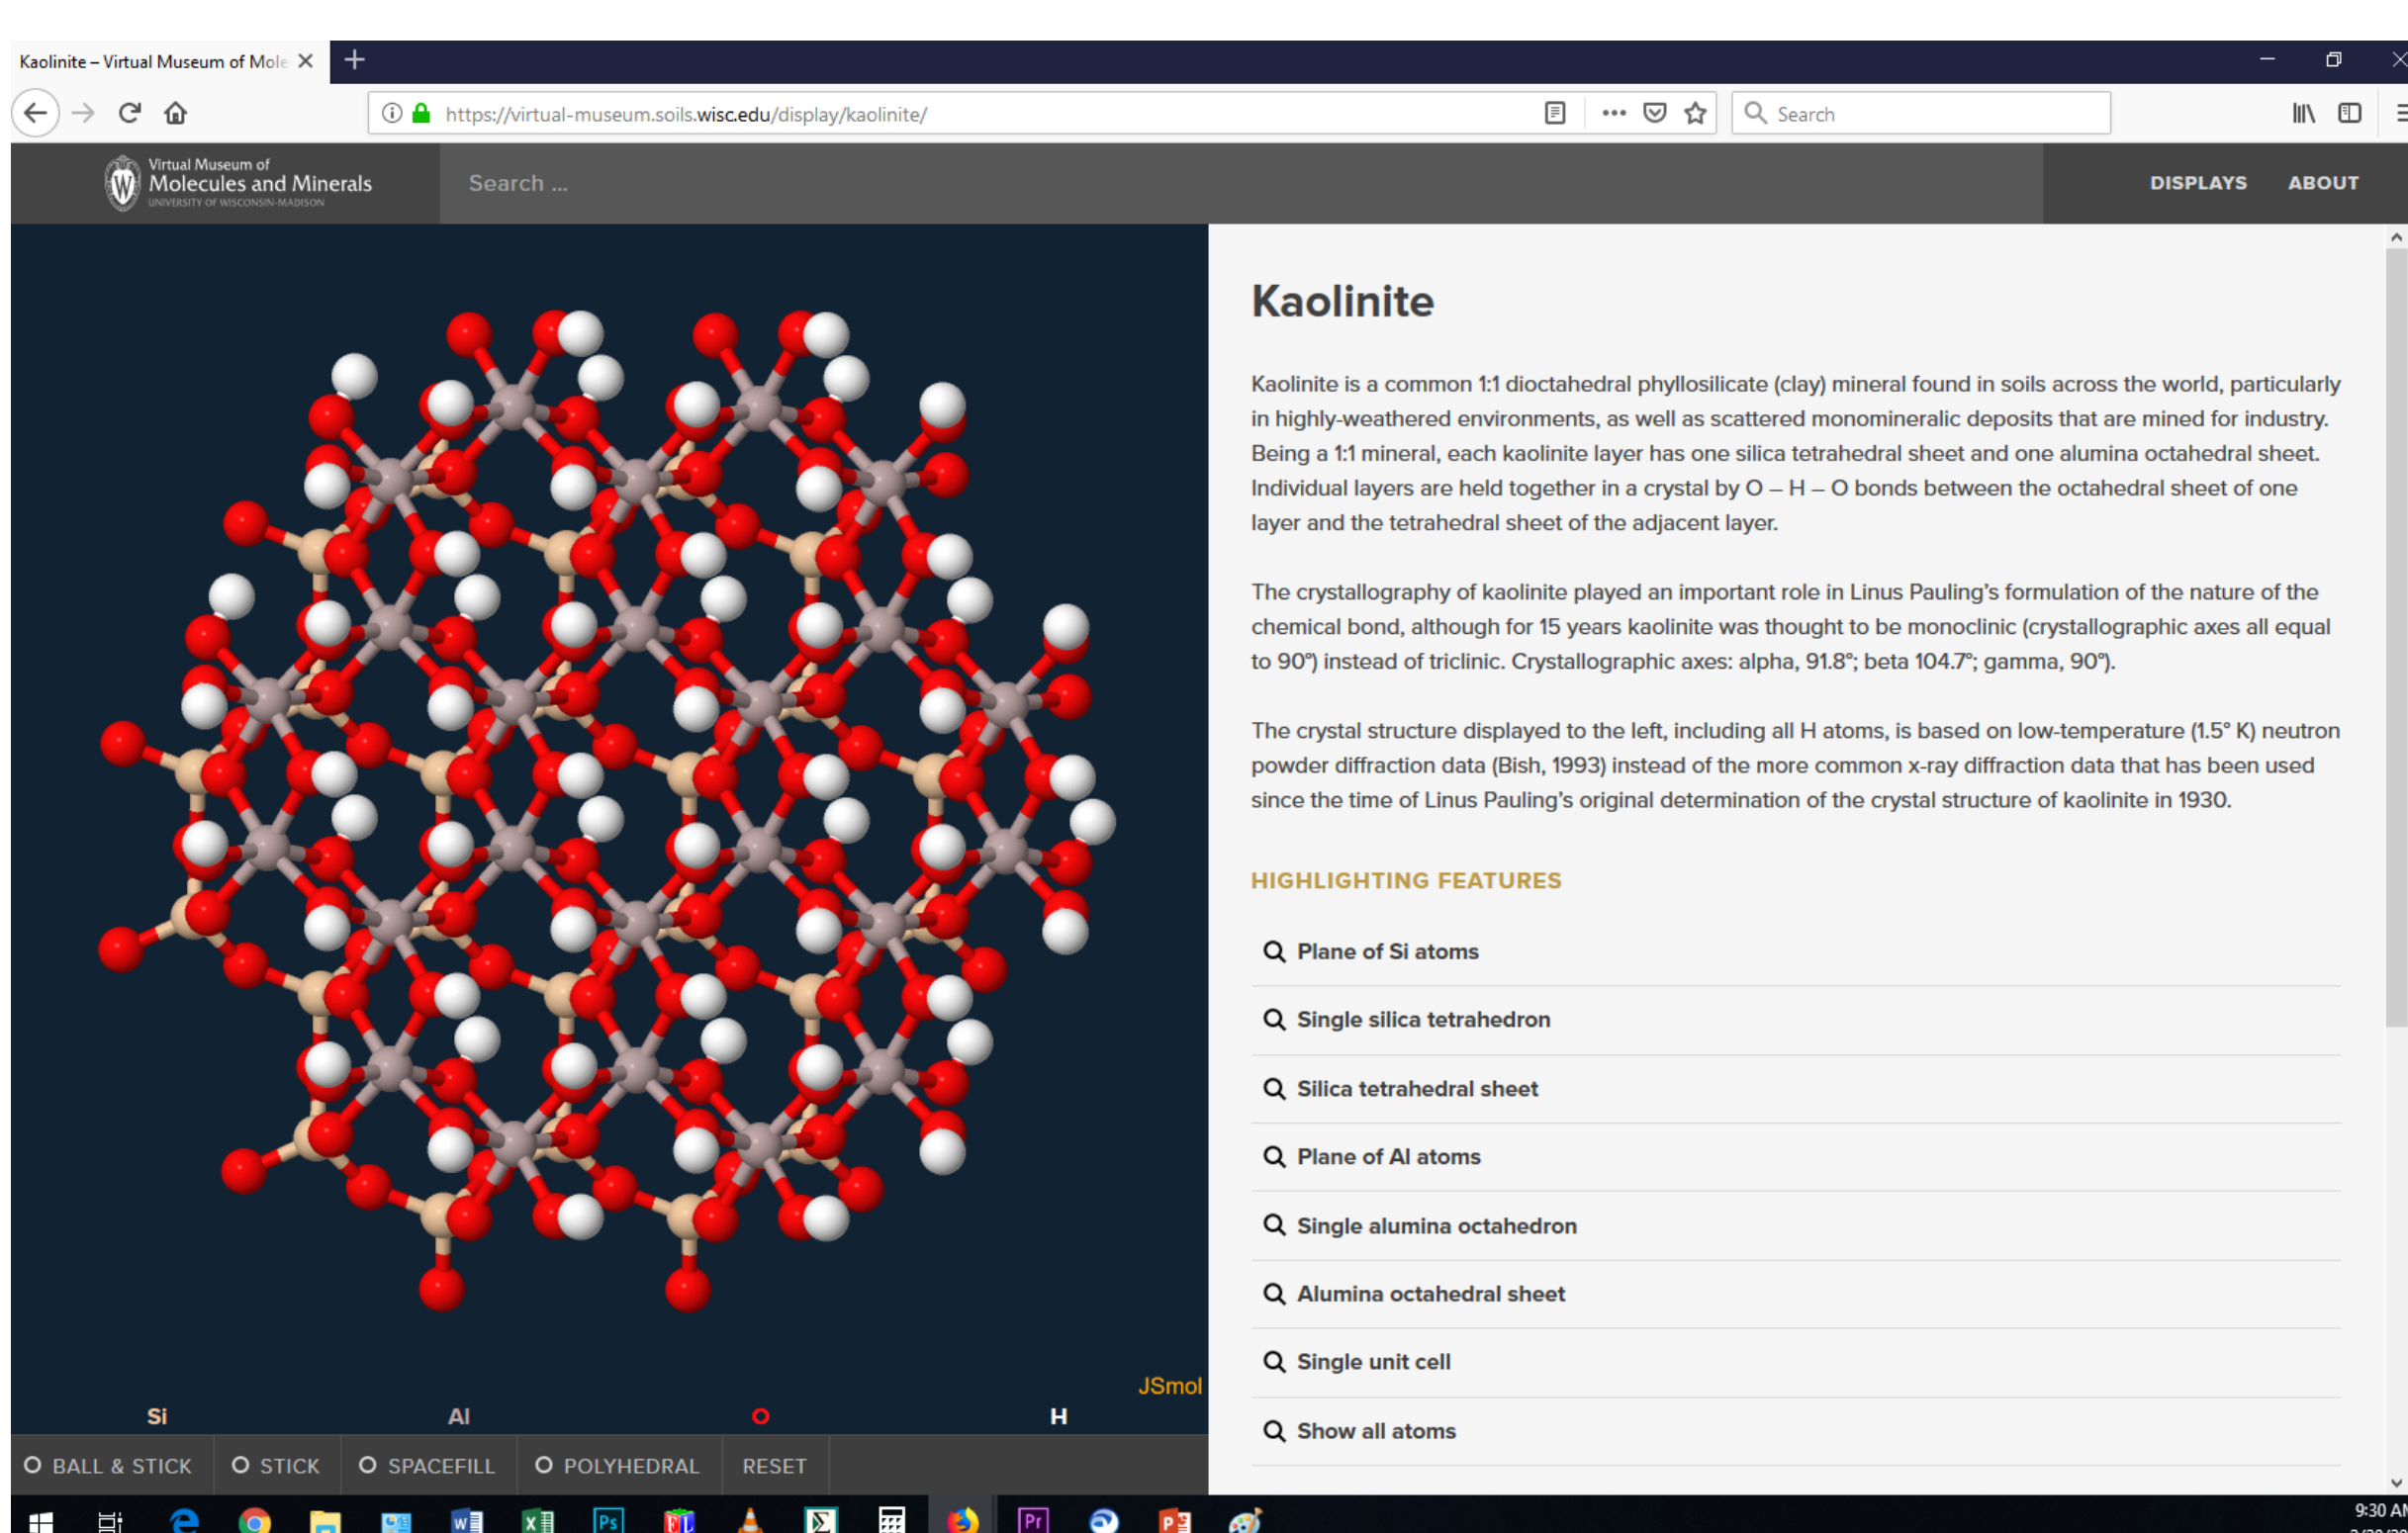 Kaolinite – Virtual Museum of Mole
https://virtual-museum.soils.wisc.edu/display/kaolinite/
Search
Virtual Museum of
Molecules and Minerals
UNIVERSITY OF WISCONSIN-MADISON
Search ...
DISPLAYS ABOUT
Kaolinite
Kaolinite is a common 1:1 dioctahedral phyllosilicate (clay) mineral found in soils across the world, particularly
in highly-weathered environments, as well as scattered monomineralic deposits that are mined for industry.
Being a 1:1 mineral, each kaolinite layer has one silica tetrahedral sheet and one alumina octahedral sheet.
Individual layers are held together in a crystal by O – H – O bonds between the octahedral sheet of one
layer and the tetrahedral sheet of the adjacent layer.
The crystallography of kaolinite played an important role in Linus Pauling’s formulation of the nature of the
chemical bond, although for 15 years kaolinite was thought to be monoclinic (crystallographic axes all equal
to 90°) instead of triclinic. Crystallographic axes: alpha, 91.8°; beta 104.7°; gamma, 90°).
The crystal structure displayed to the left, including all H atoms, is based on low-temperature (1.5° K) neutron
powder diffraction data (Bish, 1993) instead of the more common x-ray diffraction data that has been used
since the time of Linus Pauling’s original determination of the crystal structure of kaolinite in 1930.
HIGHLIGHTING FEATURES
Plane of Si atoms
Single silica tetrahedron
Silica tetrahedral sheet
Plane of Al atoms
Single alumina octahedron
Alumina octahedral sheet
Single unit cell
Show all atoms
JSmol
Si Al O H
BALL & STICK STICK SPACEFILL POLYHEDRAL RESET
9:30 AM